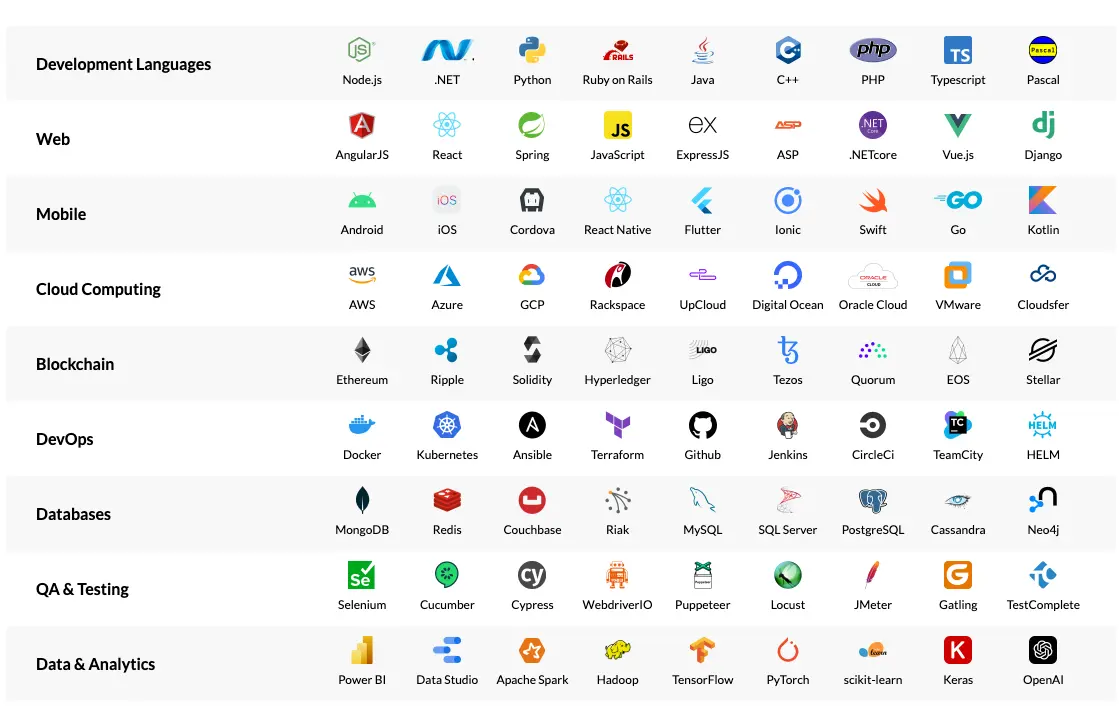 Development Languages
Node.js .NET Python Ruby on Rails Java C++ PHP Typescript Pascal
Web
AngularJS React Spring JavaScript ExpressJS ASP .NETcore Vue.js Django
Mobile
Android iOS Cordova React Native Flutter Ionic Swift Go Kotlin
Cloud Computing
AWS Azure GCP Rackspace UpCloud Digital Ocean Oracle Cloud VMware Cloudsfer
Blockchain
Ethereum Ripple Solidity Hyperledger Ligo Tezos Quorum EOS Stellar
DevOps
Docker Kubernetes Ansible Terraform Github Jenkins CircleCi TeamCity HELM
Databases
MongoDB Redis Couchbase Riak MySQL SQL Server PostgreSQL Cassandra Neo4j
QA & Testing
Selenium Cucumber Cypress WebdriverIO Puppeteer Locust JMeter Gatling TestComplete
Data & Analytics
Power BI Data Studio Apache Spark Hadoop TensorFlow PyTorch scikit-learn Keras OpenAI